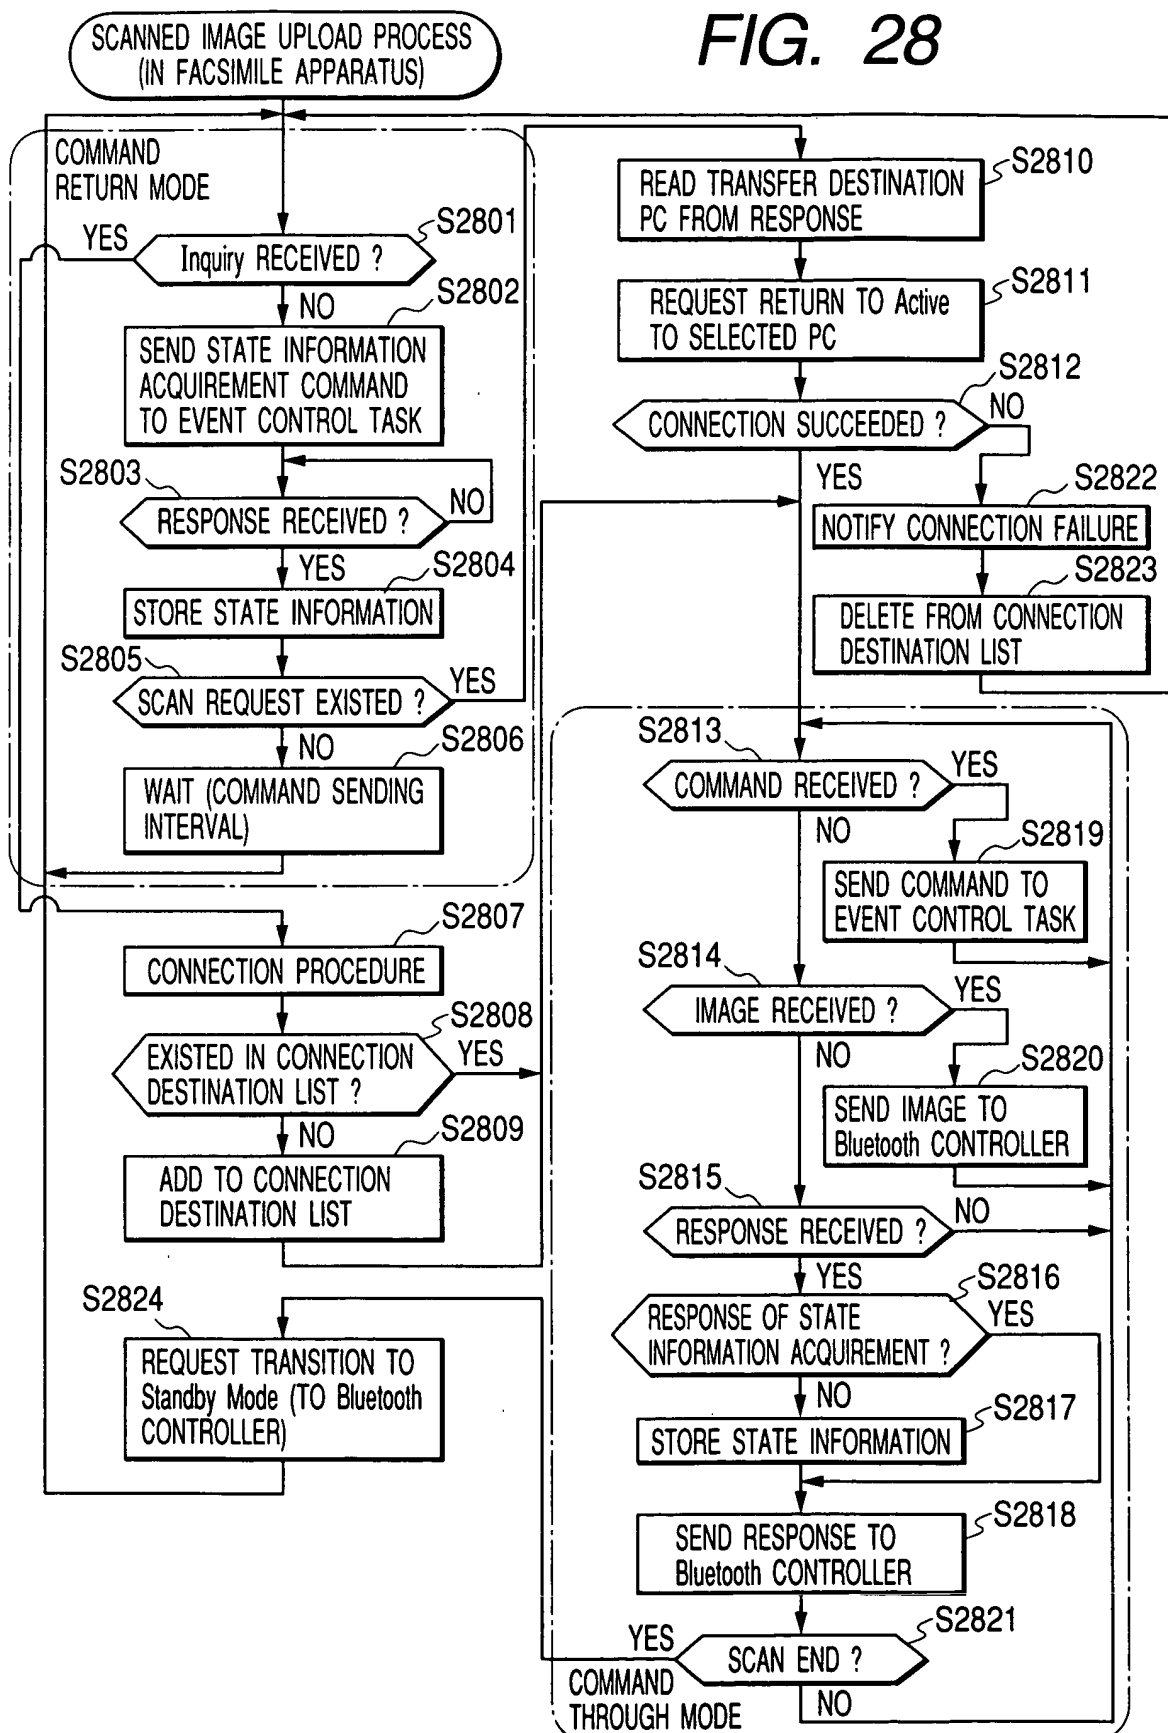 FIG. 28
SCANNED IMAGE UPLOAD PROCESS
(IN FACSIMILE APPARATUS)
COMMAND
RETURN MODE
S2801
YES
Inquiry RECEIVED ?
NO
S2802
SEND STATE INFORMATION
ACQUIREMENT COMMAND
TO EVENT CONTROL TASK
S2803
RESPONSE RECEIVED ?
NO
YES
S2804
STORE STATE INFORMATION
S2805
SCAN REQUEST EXISTED ?
YES
NO
S2806
WAIT (COMMAND SENDING
INTERVAL)
S2807
CONNECTION PROCEDURE
S2808
EXISTED IN CONNECTION
DESTINATION LIST ?
YES
NO
S2809
ADD TO CONNECTION
DESTINATION LIST
S2824
REQUEST TRANSITION TO
Standby Mode (TO Bluetooth
CONTROLLER)
S2810
READ TRANSFER DESTINATION
PC FROM RESPONSE
S2811
REQUEST RETURN TO Active
TO SELECTED PC
S2812
CONNECTION SUCCEEDED ?
NO
YES
S2822
NOTIFY CONNECTION FAILURE
S2823
DELETE FROM CONNECTION
DESTINATION LIST
S2813
COMMAND RECEIVED ?
YES
NO
S2819
SEND COMMAND TO
EVENT CONTROL TASK
S2814
IMAGE RECEIVED ?
YES
NO
S2820
SEND IMAGE TO
Bluetooth CONTROLLER
S2815
RESPONSE RECEIVED ?
NO
YES
S2816
RESPONSE OF STATE
INFORMATION ACQUIREMENT ?
YES
NO
S2817
STORE STATE INFORMATION
S2818
SEND RESPONSE TO
Bluetooth CONTROLLER
S2821
YES
SCAN END ?
NO
COMMAND
THROUGH MODE